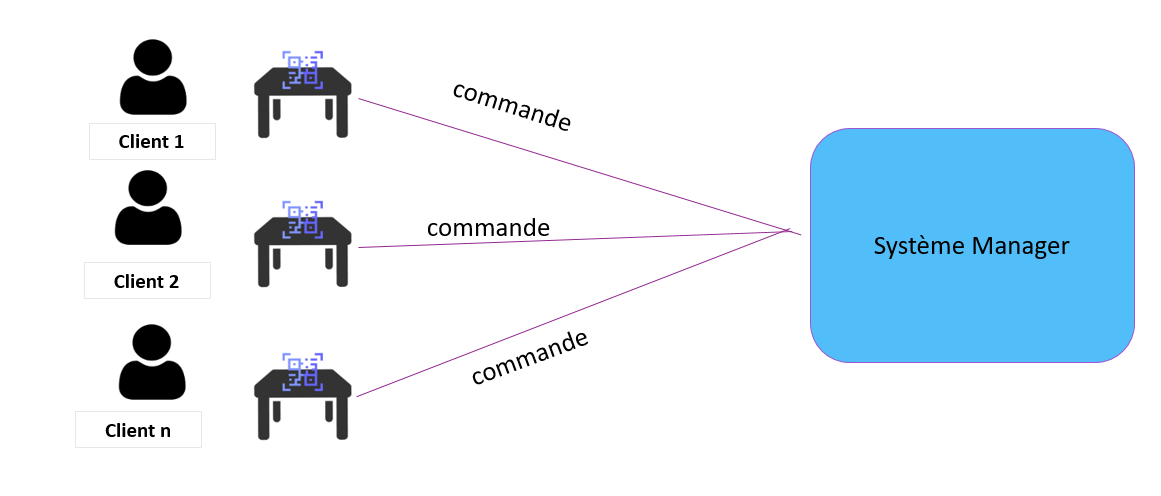 Client 1
commande
Client 2
commande
Système Manager
Client n
commande